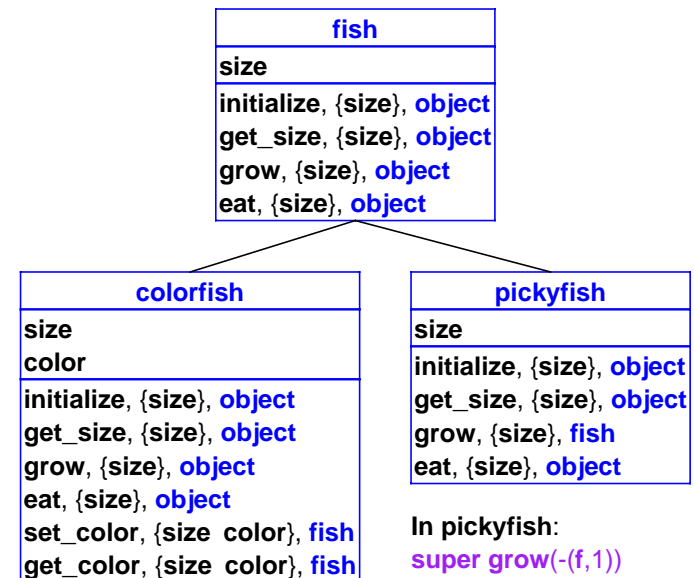 fish
size
initialize, {size}, object
get_size, {size}, object
grow, {size}, object
eat, {size}, object
colorfish
size
color
initialize, {size}, object
get_size, {size}, object
grow, {size}, object
eat, {size}, object
set_color, {size color}, fish
get_color, {size color}, fish
pickyfish
size
initialize, {size}, object
get_size, {size}, object
grow, {size}, fish
eat, {size}, object
In pickyfish:
super grow(-(f,1))